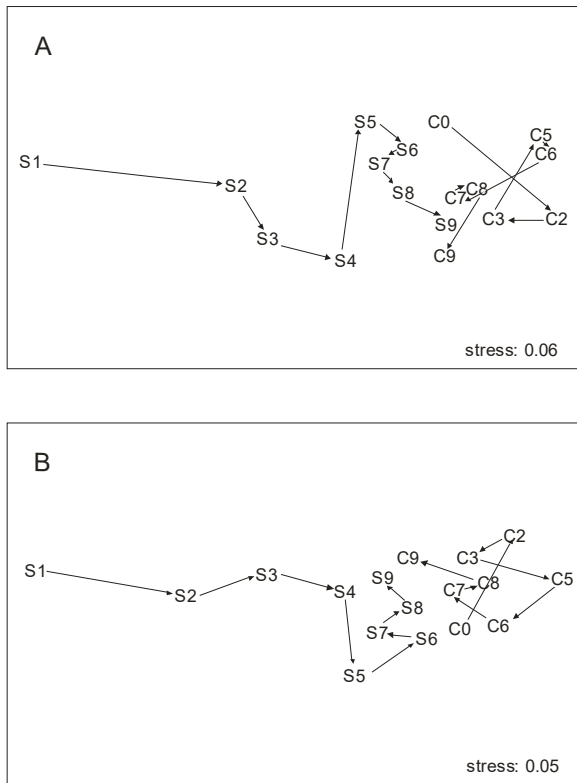 A
S5 C0 C5
S1 S7 S6 C6
S2 S8 C7 C8
S3 S9 C3 C2
S4 C9
stress: 0.06
B
S1 S3 C9 C3 C2
S2 S4 S9 C7 C8 C5
S7 S8 S6 C0 C6
S5
stress: 0.05